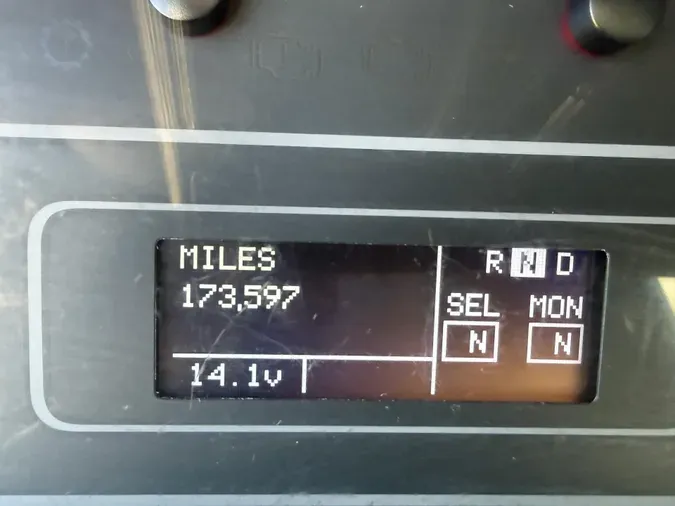 MILES
173,597
14.1v
R N D
SEL MON
N N